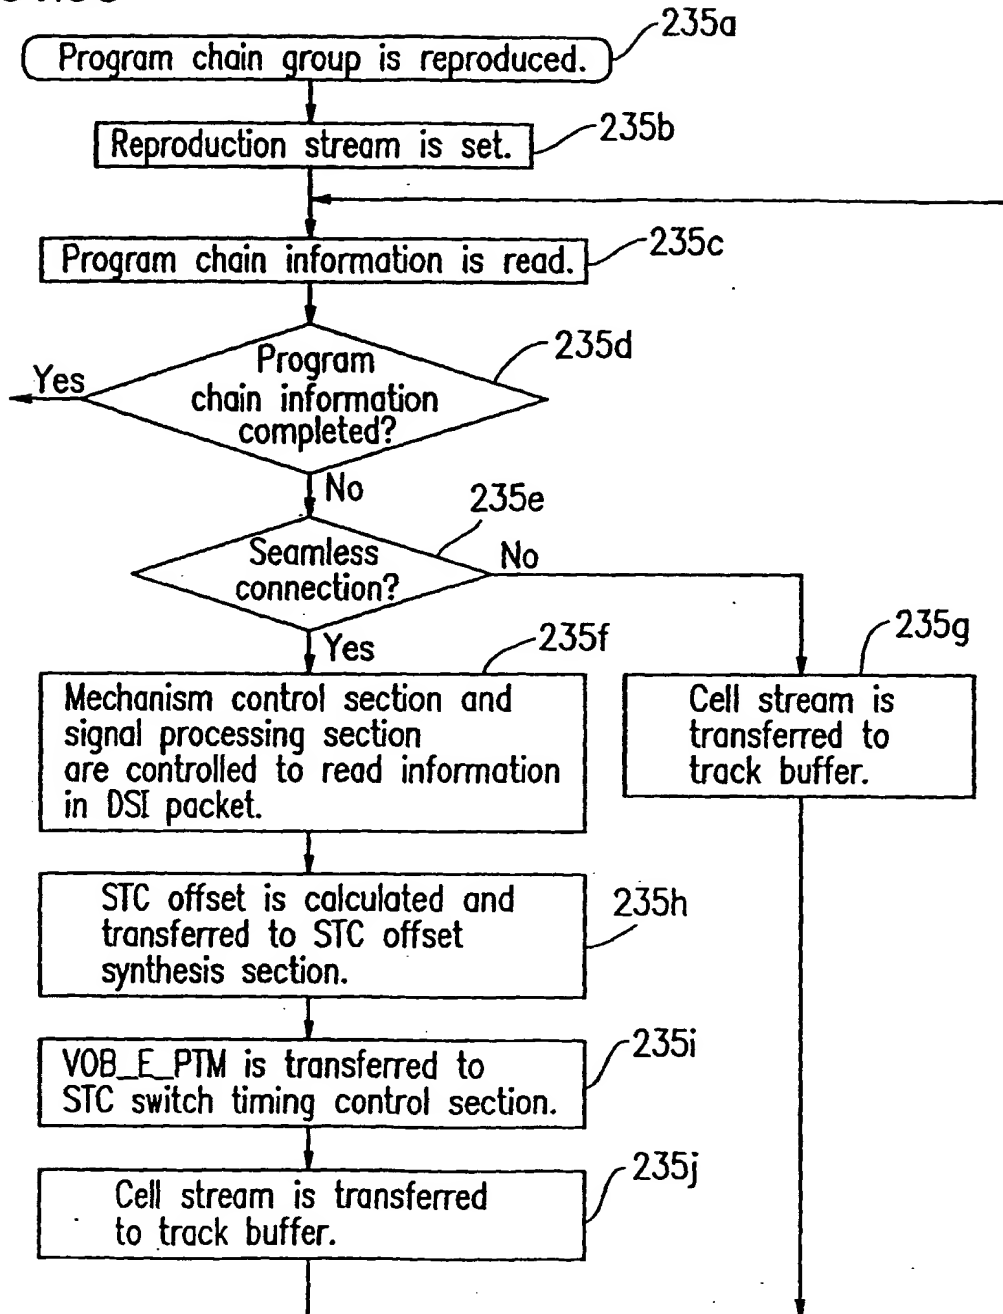 235a
Program chain group is reproduced.
235b
Reproduction stream is set.
235c
Program chain information is read.
235d
Program
chain information
completed?
Yes
No
235e
Seamless
connection?
No
Yes
235f
Mechanism control section and
signal processing section
are controlled to read information
in DSI packet.
235g
Cell stream is
transferred to
track buffer.
STC offset is calculated and
transferred to STC offset
synthesis section.
235h
235i
VOB_E_PTM is transferred to
STC switch timing control section.
235j
Cell stream is transferred
to track buffer.